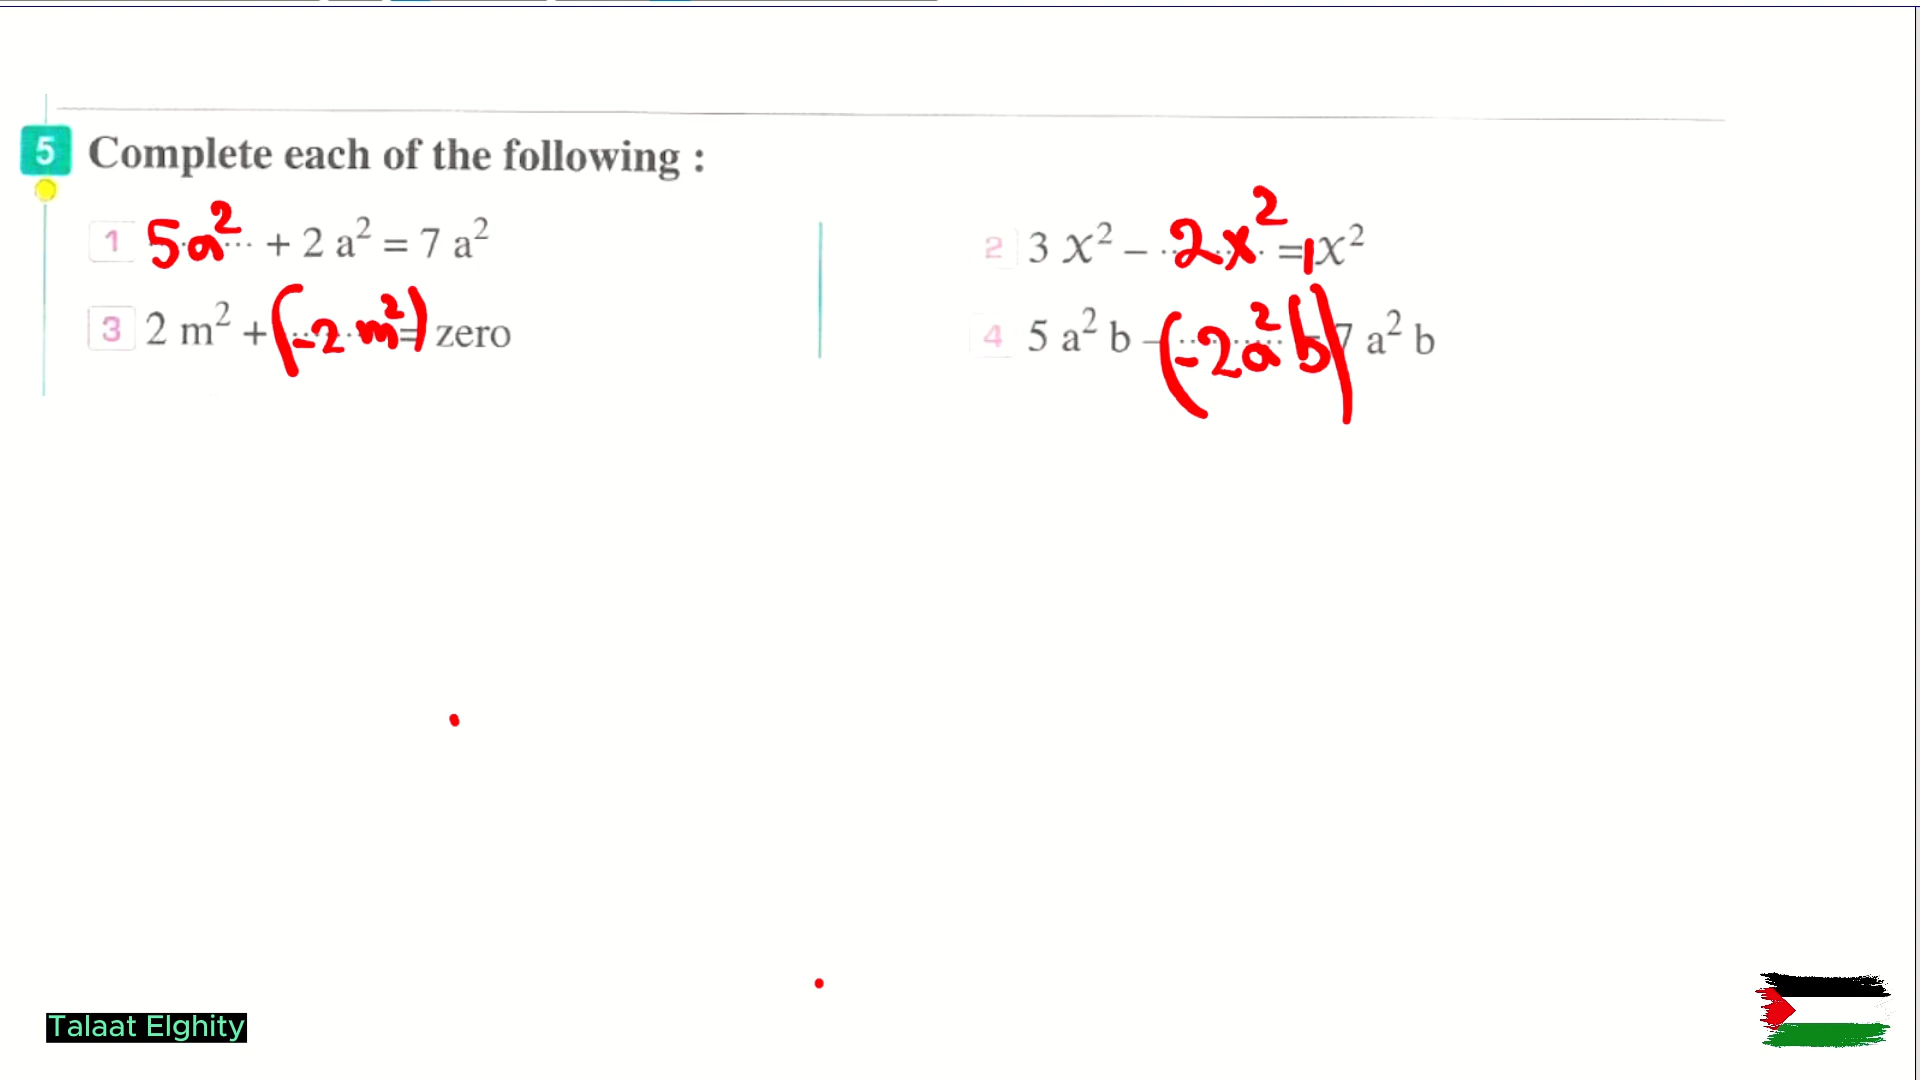 5 Complete each of the following :
1 5a² + 2 a² = 7 a²
2 3 x² – 2x² = 1x²
3 2 m² + (-2 m²) = zero
4 5 a² b – (-2a²b) = 7 a² b
Talaat Elghity